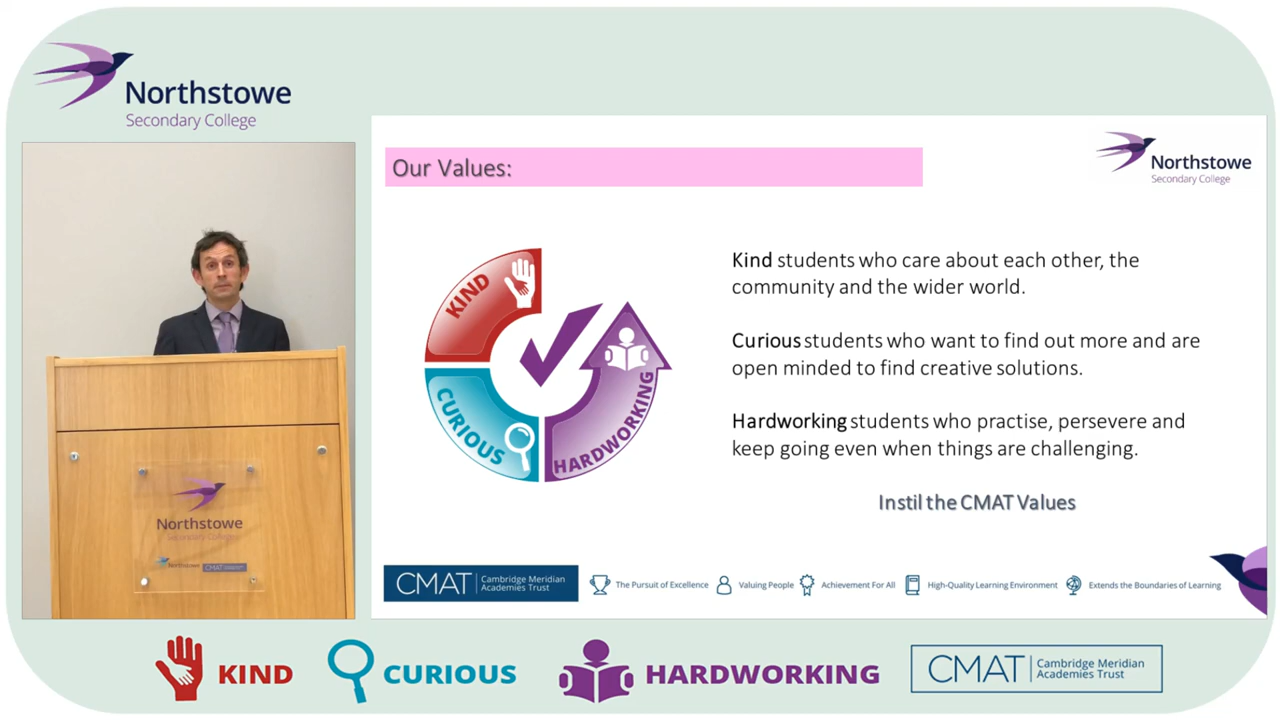 Northstowe
Secondary College
Our Values:
Northstowe
Secondary College
KIND
CURIOUS
HARDWORKING
Kind students who care about each other, the
community and the wider world.
Curious students who want to find out more and are
open minded to find creative solutions.
Hardworking students who practise, persevere and
keep going even when things are challenging.
Instil the CMAT Values
Northstowe
Secondary College
Northstowe
CMAT
CMAT
Cambridge Meridian
Academies Trust
The Pursuit of Excellence
Valuing People
Achievement For All
High-Quality Learning Environment
Extends the Boundaries of Learning
KIND
CURIOUS
HARDWORKING
CMAT
Cambridge Meridian
Academies Trust